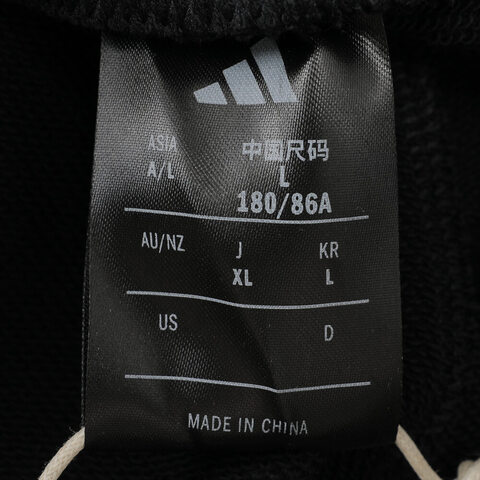 ASIA 中国尺码
A/L L
180/86A
AU/NZ J KR
XL L
US D
MADE IN CHINA